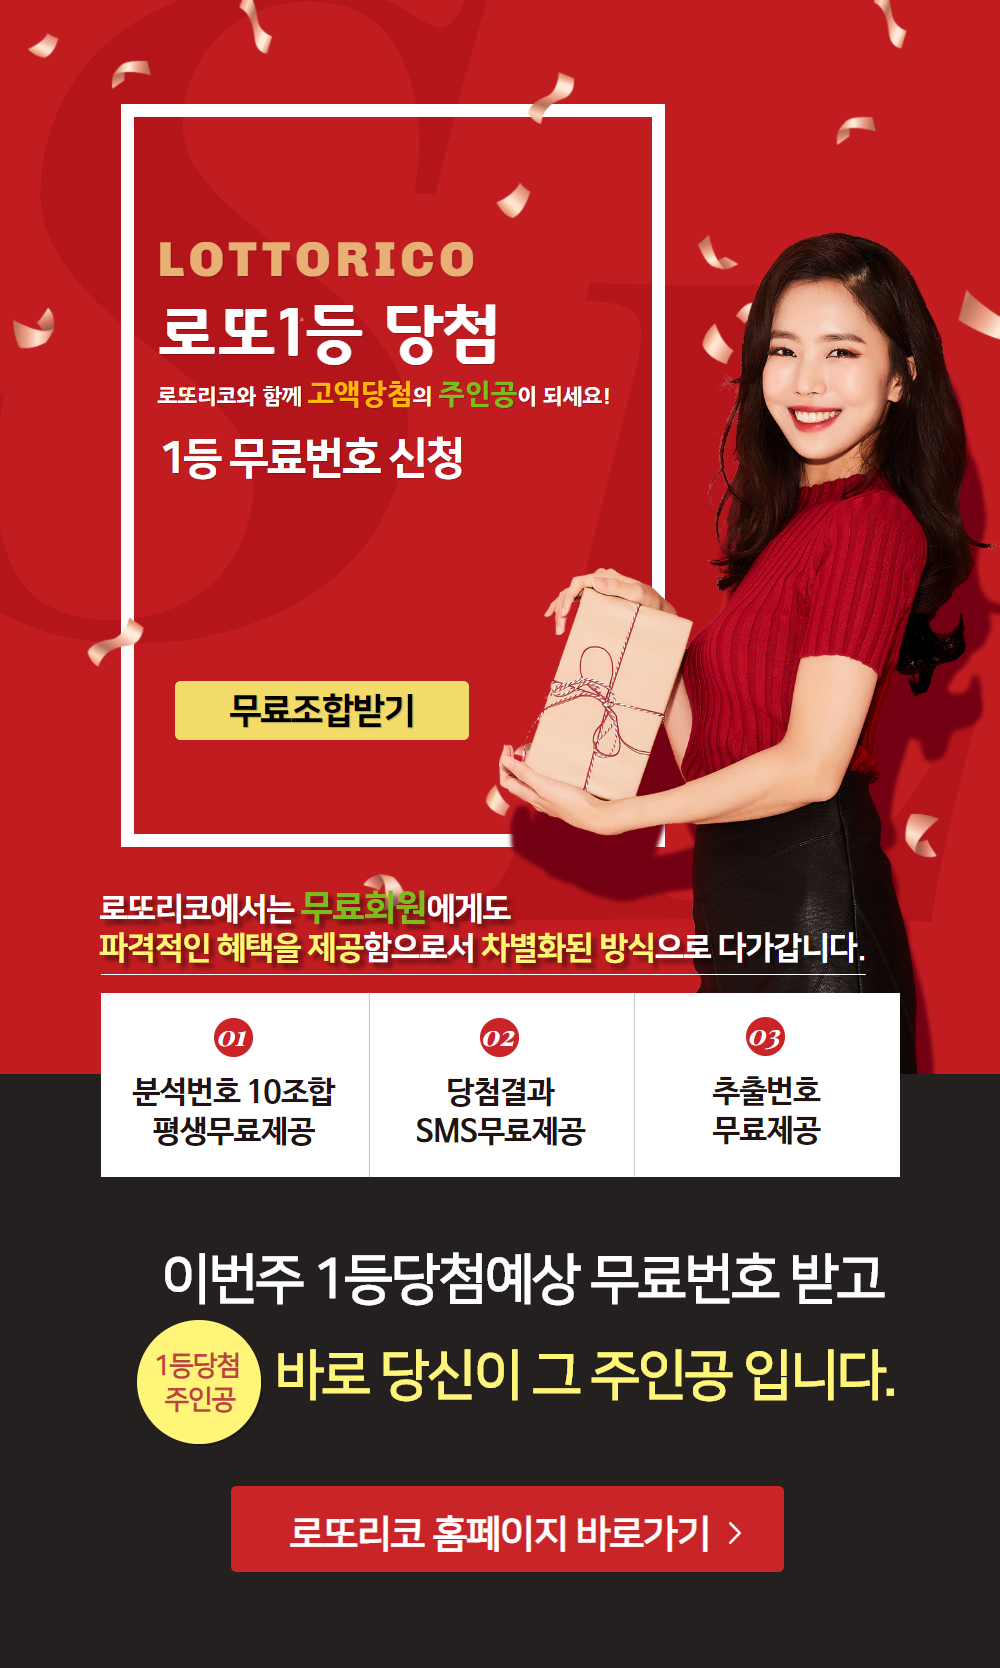 LOTTORICO
로또1등 당첨
로또리코와 함께 고액당첨의 주인공이 되세요!
1등 무료번호 신청
무료조합받기
로또리코에서는 무료회원에게도
파격적인 혜택을 제공함으로서 차별화된 방식으로 다가갑니다.
01
분석번호 10조합
평생무료제공
02
당첨결과
SMS무료제공
03
추출번호
무료제공
이번주 1등당첨예상 무료번호 받고
1등당첨
주인공
바로 당신이 그 주인공 입니다.
로또리코 홈페이지 바로가기 >